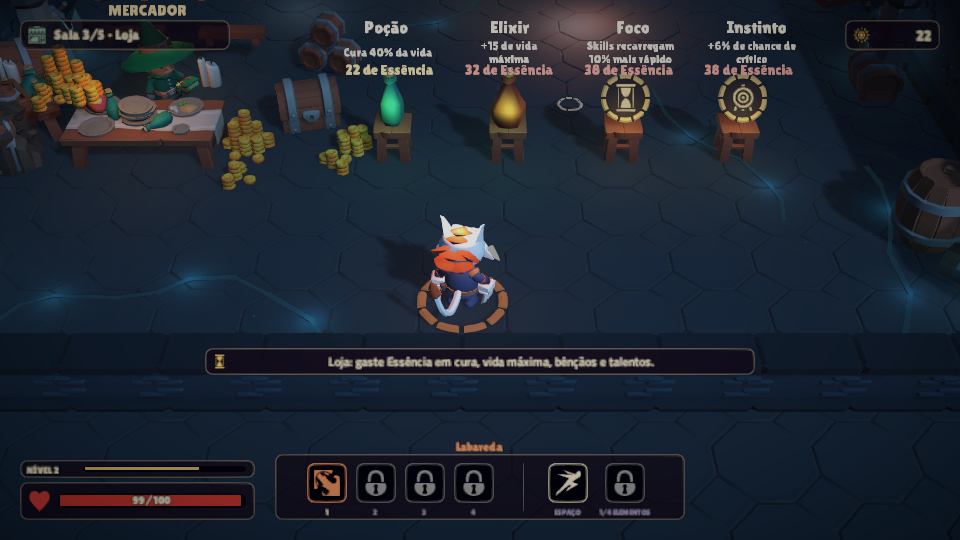 MERCADOR
Sala 3/5 · Loja
Poção
Cura 40% da vida
22 de Essência
Elixir
+15 de vida
máxima
32 de Essência
Foco
Skills recarregam
10% mais rápido
38 de Essência
Instinto
+6% de chance de
crítico
38 de Essência
22
Loja: gaste Essência em cura, vida máxima, bênçãos e talentos.
Labareda
NÍVEL 2
99/100
1
2
3
4
ESPAÇO
1/4 ELEMENTOS